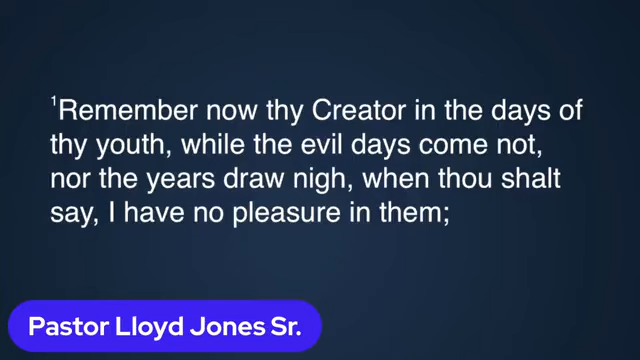 1Remember now thy Creator in the days of
thy youth, while the evil days come not,
nor the years draw nigh, when thou shalt
say, I have no pleasure in them;
Pastor Lloyd Jones Sr.